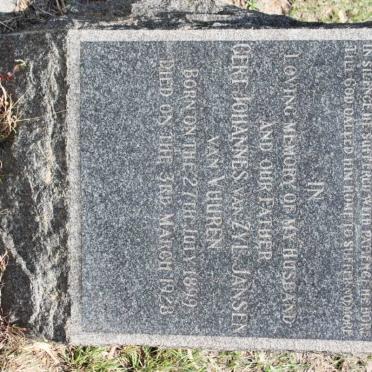 IN SILENCE HE SUFFERED AND PATIENCE HE BORE
TILL GOD CALLED HIM HOME TO SUFFER NO MORE
IN
LOVING MEMORY OF MY HUSBAND
AND OUR FATHER
GERT JOHANNES VAN ZYL JANSEN
VAN VUUREN
BORN ON THE 27TH JULY
DIED ON THE 3RD MARCH 1928